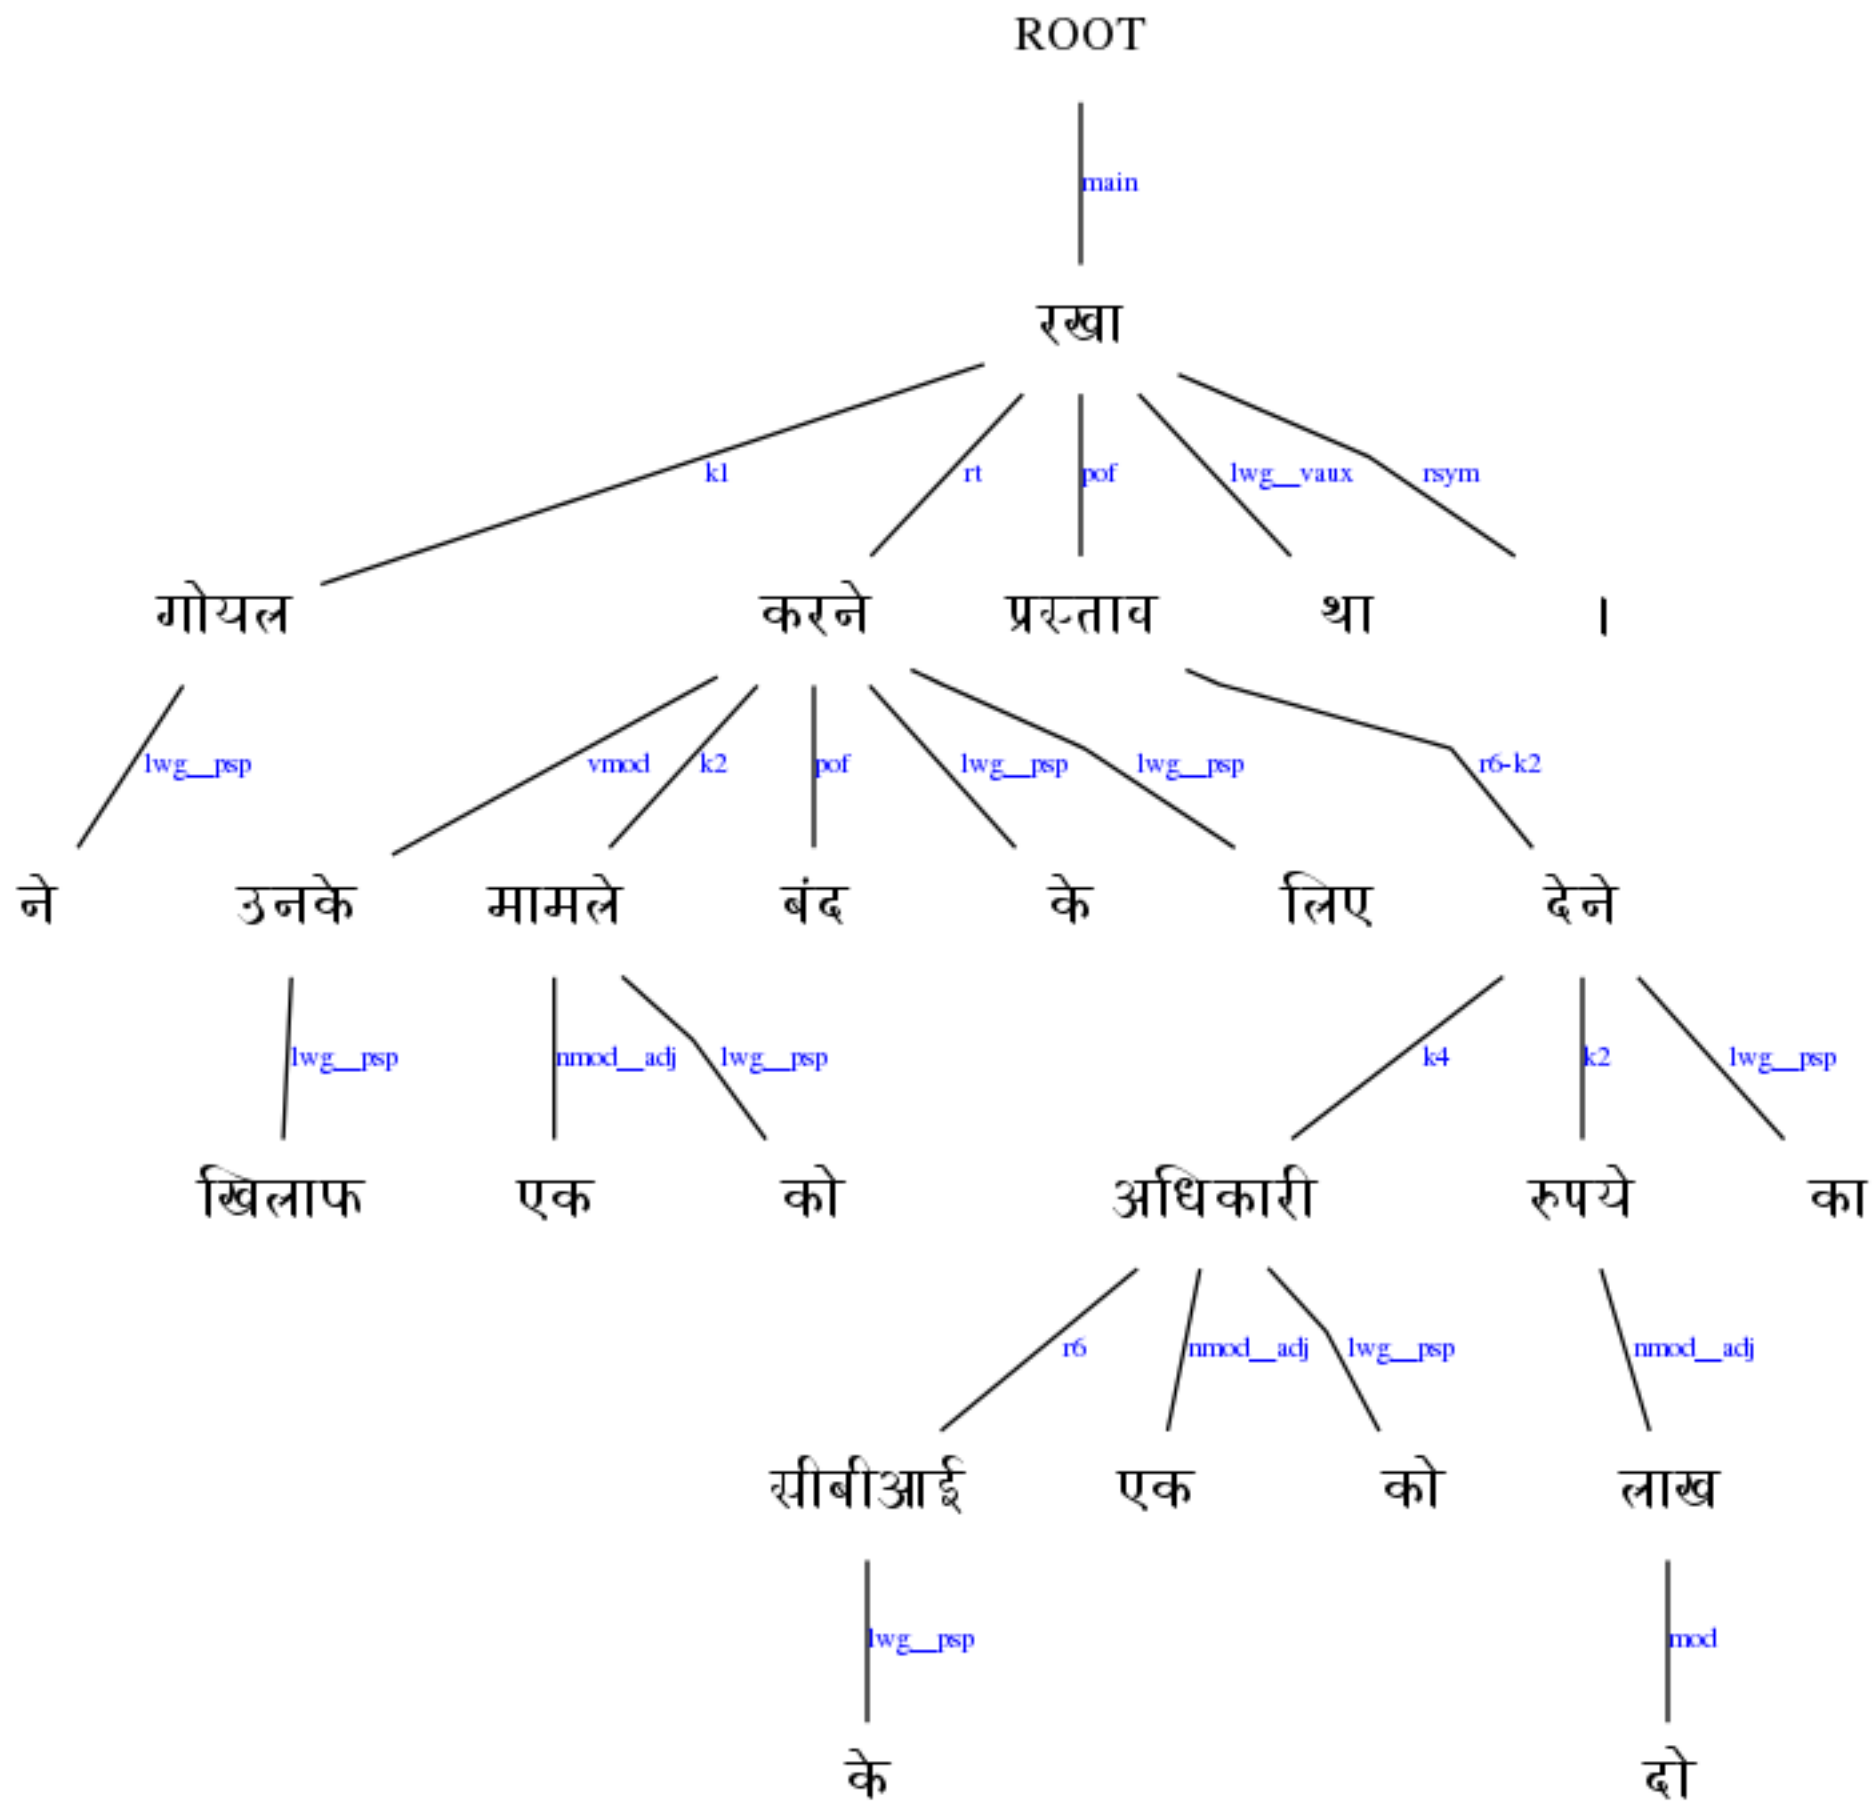 ROOT
main
रखा
k1 rt pof lwg__vaux rsym
गोयल करने प्रस्ताव था ।
lwg__psp vmod k2 pof lwg__psp lwg__psp r6-k2
ने उनके मामले बंद के लिए देने
lwg__psp nmod__adj lwg__psp k4 k2 lwg__psp
खिलाफ एक को अधिकारी रुपये का
r6 nmod__adj lwg__psp nmod__adj
सीबीआई एक को लाख
lwg__psp mod
के दो